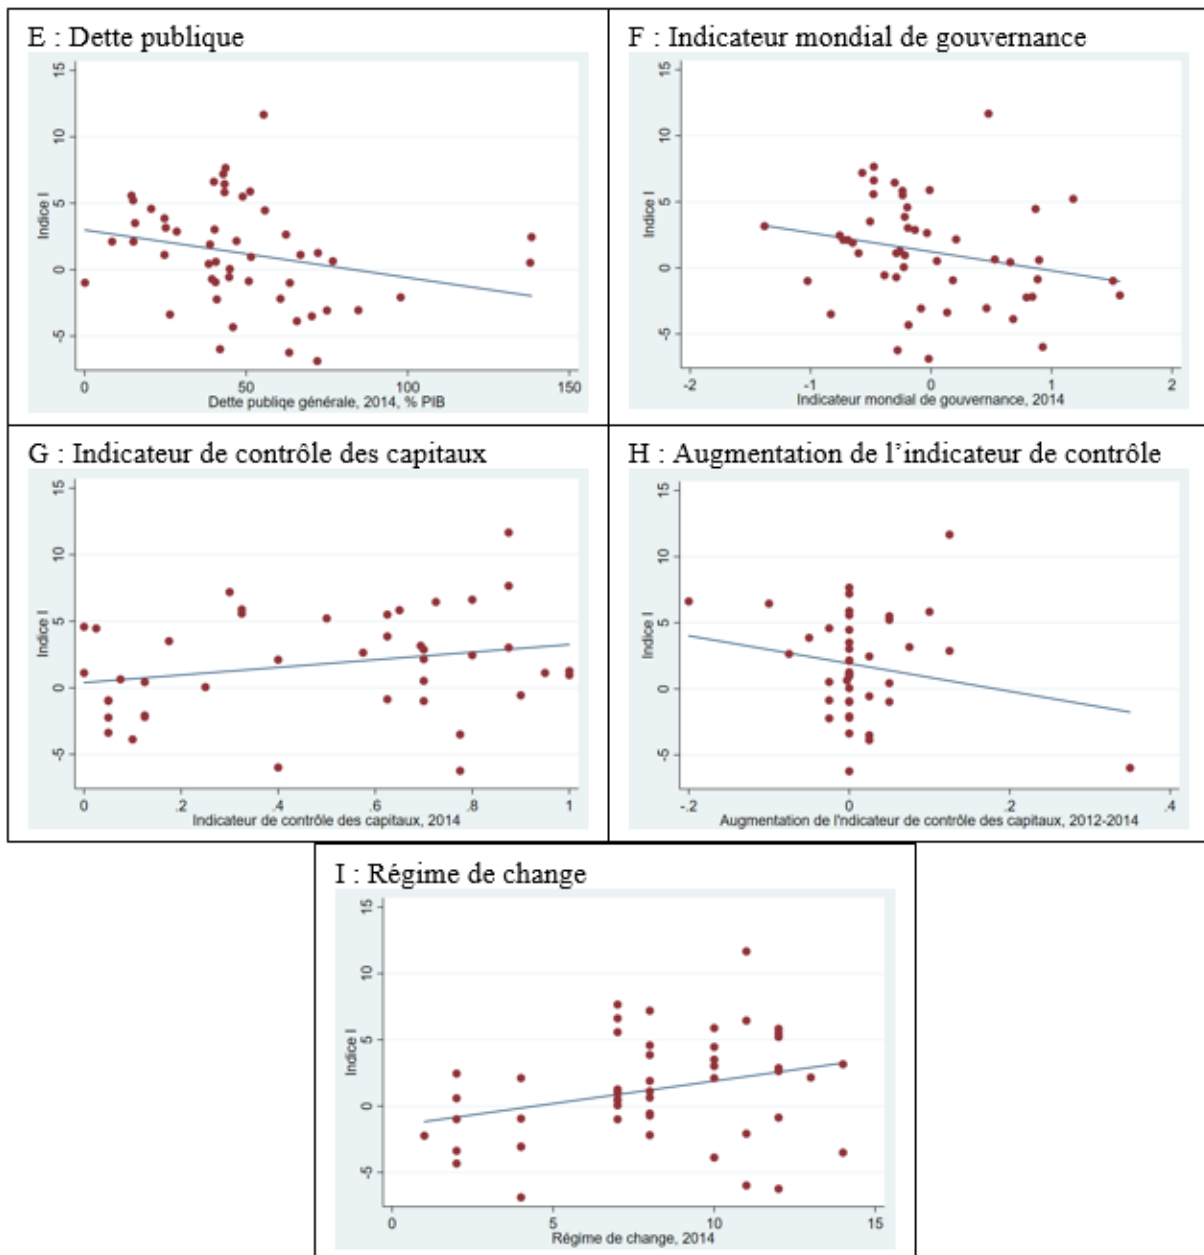 E : Dette publique
15
10
5
0
-5
Indice I
0 50 100 150
Dette publiqe générale, 2014, % PIB
F : Indicateur mondial de gouvernance
15
10
5
0
-5
Indice I
-2 -1 0 1 2
Indicateur mondial de gouvernance, 2014
G : Indicateur de contrôle des capitaux
15
10
5
0
-5
Indice I
0 .2 .4 .6 .8 1
Indicateur de contrôle des capitaux, 2014
H : Augmentation de l’indicateur de contrôle
15
10
5
0
-5
Indice I
-.2 0 .2 .4
Augmentation de l'ndicateur de contrôle des capitaux, 2012-2014
I : Régime de change
15
10
5
0
-5
Indice I
0 5 10 15
Régime de change, 2014